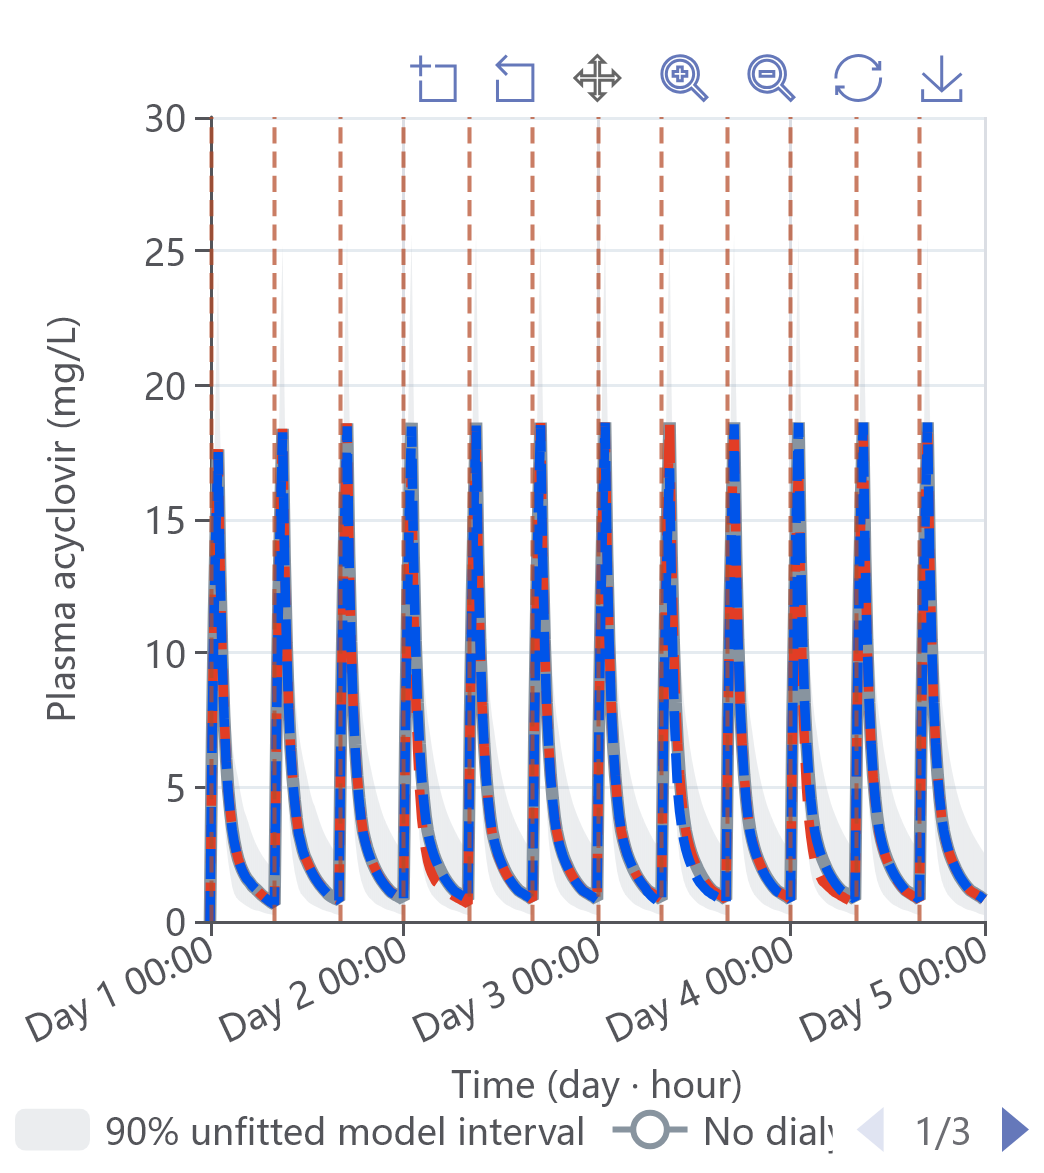 30
25
20
15
10
5
0
Plasma acyclovir (mg/L)
Day 1 00:00
Day 2 00:00
Day 3 00:00
Day 4 00:00
Day 5 00:00
Time (day · hour)
90% unfitted model interval
No dialy
1/3